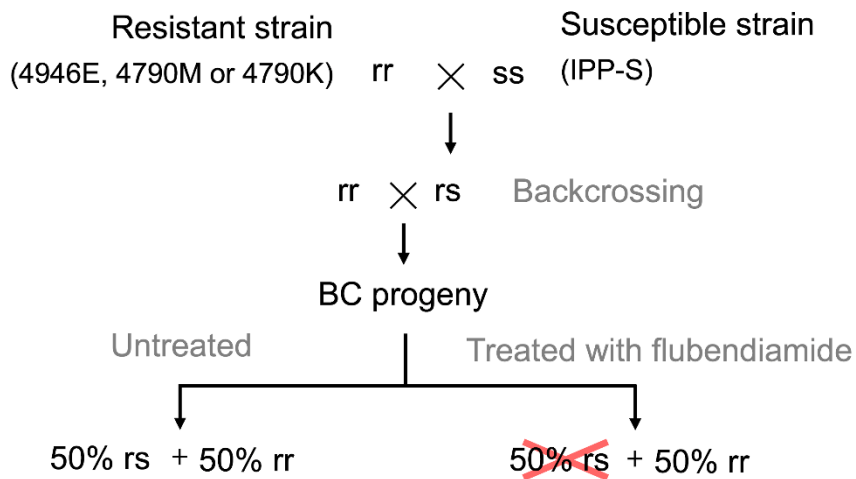 Resistant strain
Susceptible strain
(4946E, 4790M or 4790K) rr × ss (IPP-S)
rr × rs Backcrossing
BC progeny
Untreated
Treated with flubendiamide
50% rs + 50% rr
50% rs + 50% rr